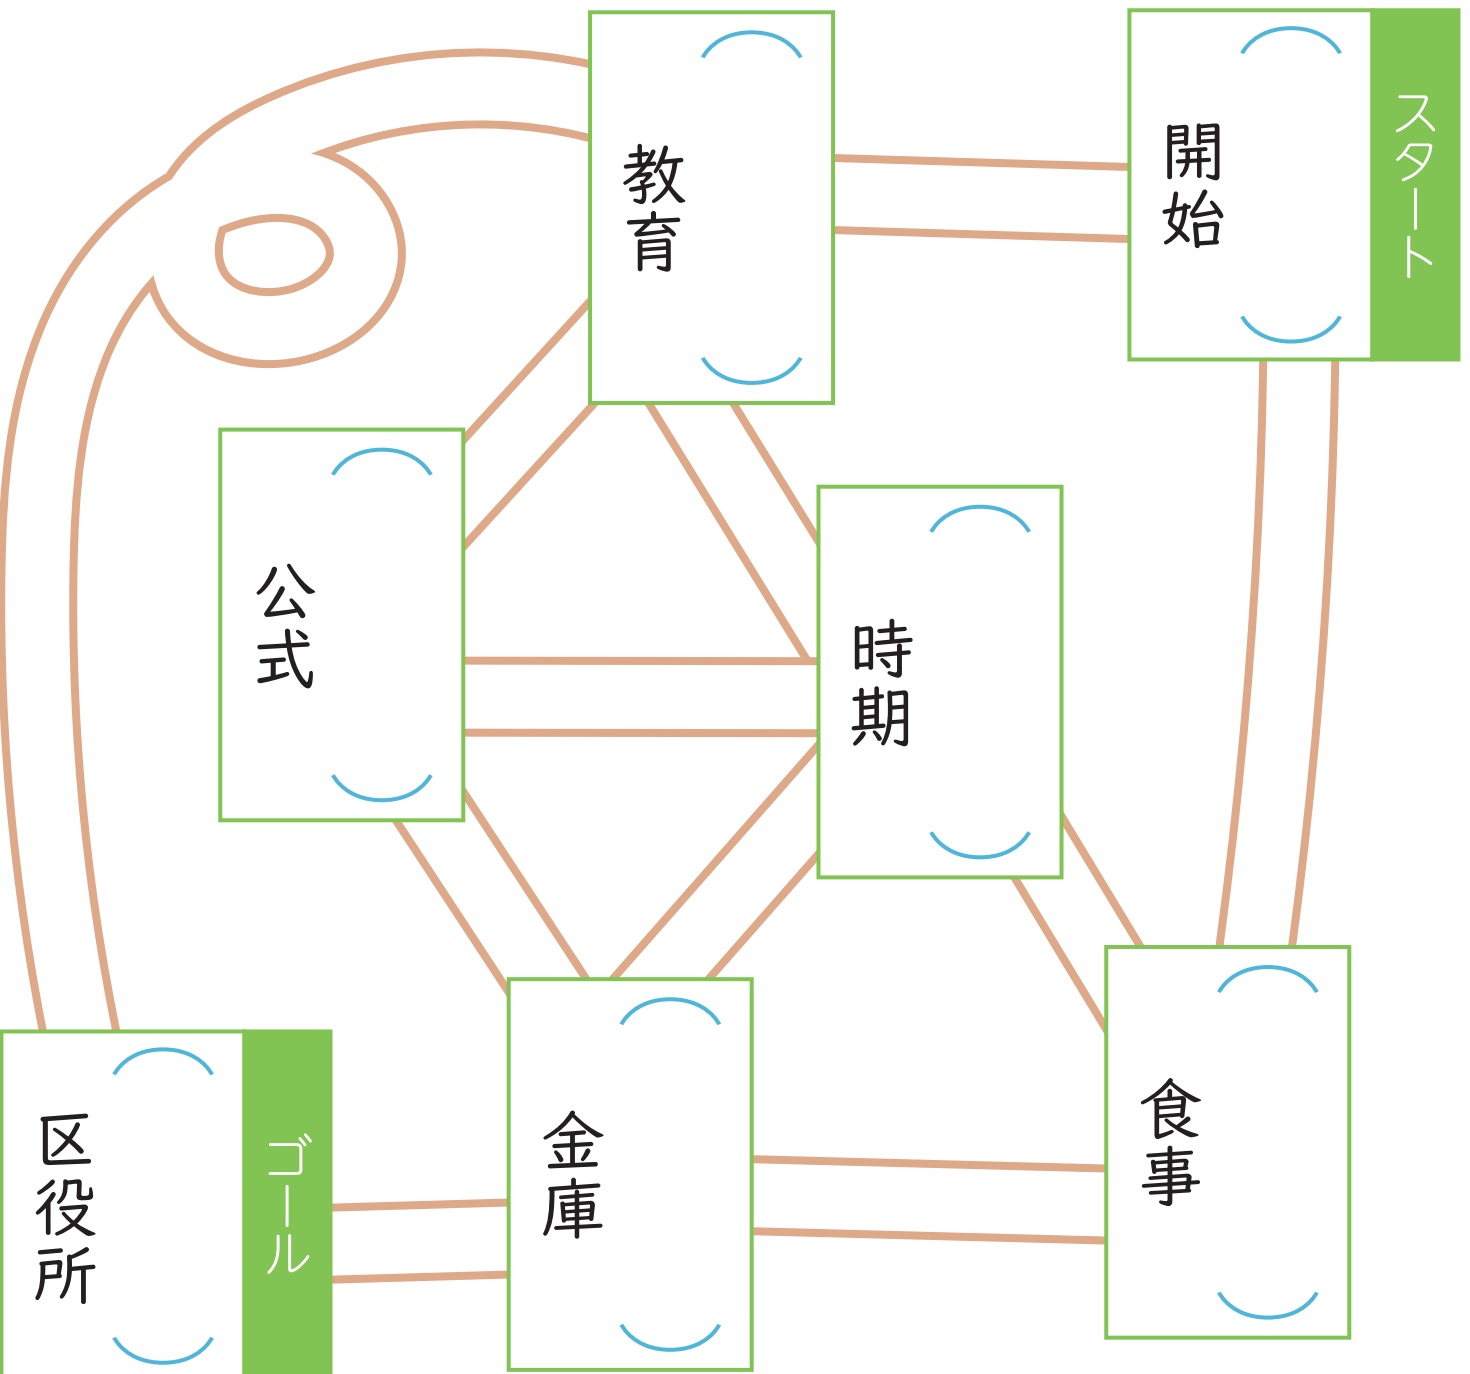 スタート
開始
教育
時期
公式
食事
金庫
ゴール
区役所